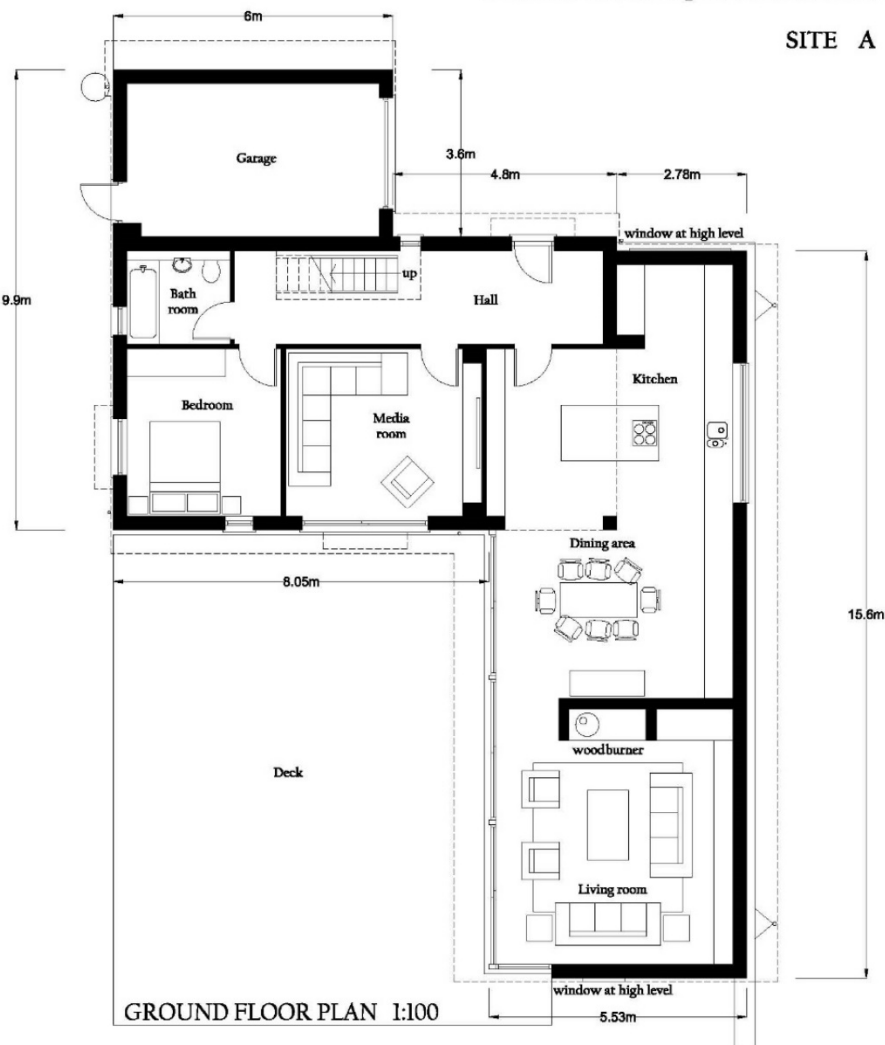 6m
SITE A
Garage
3.6m
4.8m
2.78m
window at high level
9.9m
up
Bath
room
Hall
Kitchen
Bedroom
Media
room
Dining area
8.05m
15.6m
woodburner
Deck
Living room
window at high level
GROUND FLOOR PLAN 1:100
5.53m